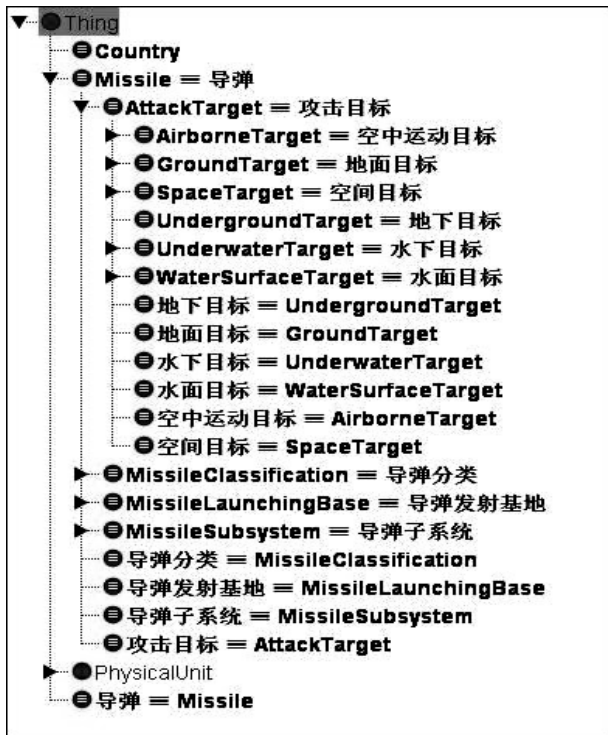 Thing
Country
Missile ≡ 导弹
AttackTarget ≡ 攻击目标
AirborneTarget ≡ 空中运动目标
GroundTarget ≡ 地面目标
SpaceTarget ≡ 空间目标
UndergroundTarget ≡ 地下目标
UnderwaterTarget ≡ 水下目标
WaterSurfaceTarget ≡ 水面目标
地下目标 ≡ UndergroundTarget
地面目标 ≡ GroundTarget
水下目标 ≡ UnderwaterTarget
水面目标 ≡ WaterSurfaceTarget
空中运动目标 ≡ AirborneTarget
空间目标 ≡ SpaceTarget
MissileClassification ≡ 导弹分类
MissileLaunchingBase ≡ 导弹发射基地
MissileSubsystem ≡ 导弹子系统
导弹分类 ≡ MissileClassification
导弹发射基地 ≡ MissileLaunchingBase
导弹子系统 ≡ MissileSubsystem
攻击目标 ≡ AttackTarget
PhysicalUnit
导弹 ≡ Missile